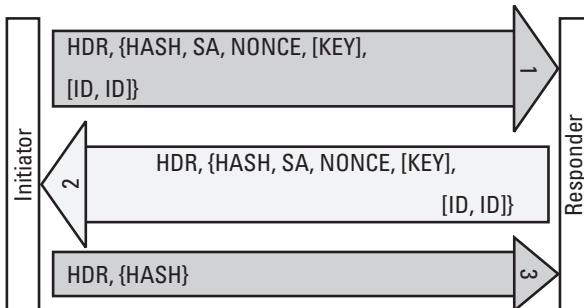 Initiator
HDR, {HASH, SA, NONCE, [KEY],
[ID, ID]}
1
HDR, {HASH, SA, NONCE, [KEY],
[ID, ID]}
2
HDR, {HASH}
3
Responder